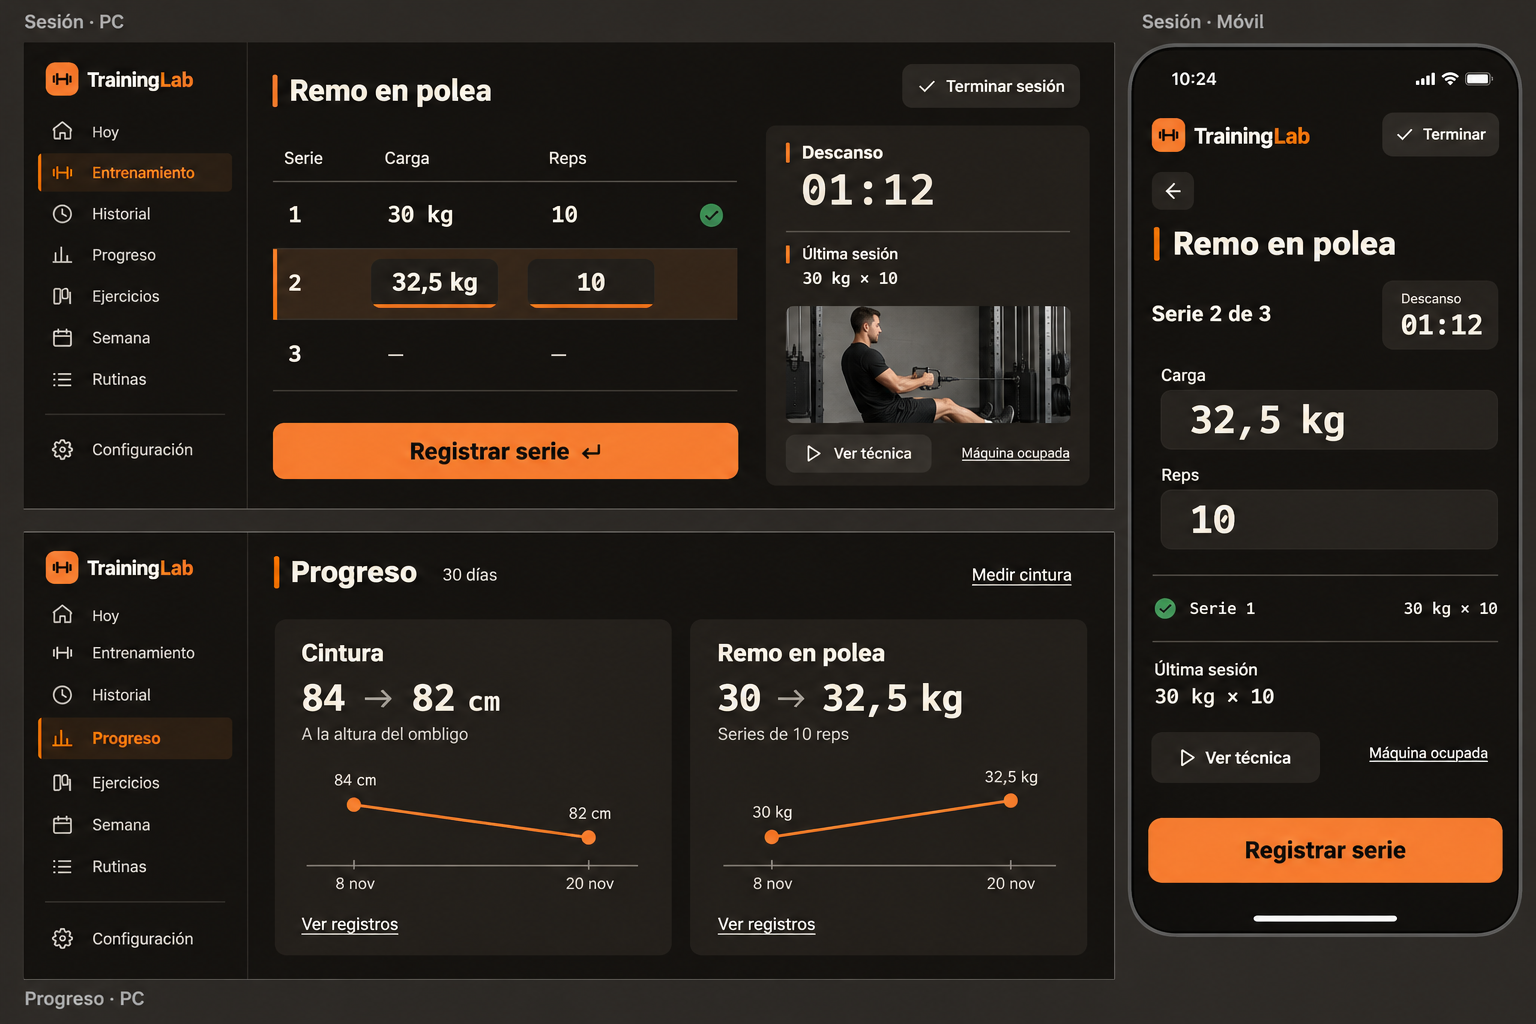 Sesión · PC
TrainingLab
Hoy
Entrenamiento
Historial
Progreso
Ejercicios
Semana
Rutinas
Configuración
Remo en polea
Terminar sesión
Serie Carga Reps
1 30 kg 10
2 32,5 kg 10
3 — —
Registrar serie
Descanso
01:12
Última sesión
30 kg × 10
Ver técnica
Máquina ocupada
Sesión · Móvil
10:24
TrainingLab
Terminar
Remo en polea
Serie 2 de 3
Descanso
01:12
Carga
32,5 kg
Reps
10
Serie 1 30 kg × 10
Última sesión
30 kg × 10
Ver técnica
Máquina ocupada
Registrar serie
TrainingLab
Hoy
Entrenamiento
Historial
Progreso
Ejercicios
Semana
Rutinas
Configuración
Progreso 30 días
Medir cintura
Cintura
84 → 82 cm
A la altura del ombligo
84 cm
82 cm
8 nov 20 nov
Ver registros
Remo en polea
30 → 32,5 kg
Series de 10 reps
32,5 kg
30 kg
8 nov 20 nov
Ver registros
Progreso · PC